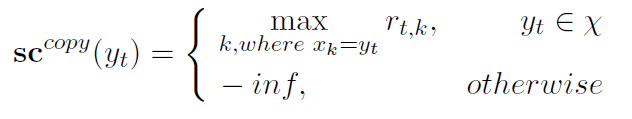 sc^{copy}(y_t) = { max_{k, where x_k=y_t} r_{t,k}, y_t ∈ χ
− inf, otherwise